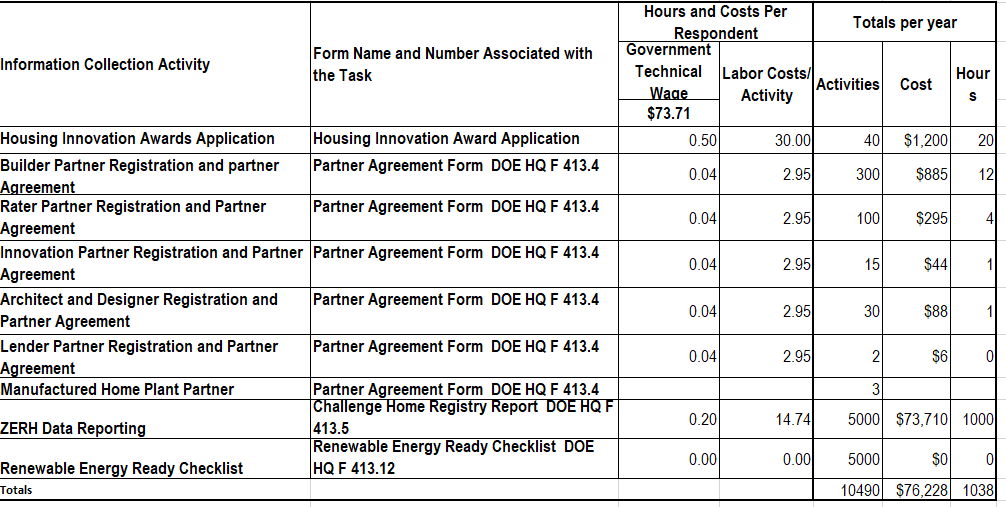 Information Collection Activity
Form Name and Number Associated with
the Task
Hours and Costs Per
Respondent
Totals per year
Government
Technical
Wage
$73.71
Labor Costs/
Activity
Activities
Cost
Hour
s
Housing Innovation Awards Application Housing Innovation Award Application 0.50 30.00 40 $1,200 20
Builder Partner Registration and partner
Agreement
Partner Agreement Form DOE HQ F 413.4 0.04 2.95 300 $885 12
Rater Partner Registration and Partner
Agreement
Partner Agreement Form DOE HQ F 413.4 0.04 2.95 100 $295 4
Innovation Partner Registration and Partner
Agreement
Partner Agreement Form DOE HQ F 413.4 0.04 2.95 15 $44 1
Architect and Designer Registration and
Partner Agreement
Partner Agreement Form DOE HQ F 413.4 0.04 2.95 30 $88 1
Lender Partner Registration and Partner
Agreement
Partner Agreement Form DOE HQ F 413.4 0.04 2.95 2 $6 0
Manufactured Home Plant Partner Partner Agreement Form DOE HQ F 413.4 3
ZERH Data Reporting
Challenge Home Registry Report DOE HQ F
413.5
0.20 14.74 5000 $73,710 1000
Renewable Energy Ready Checklist
Renewable Energy Ready Checklist DOE
HQ F 413.12
0.00 0.00 5000 $0 0
Totals 10490 $76,228 1038